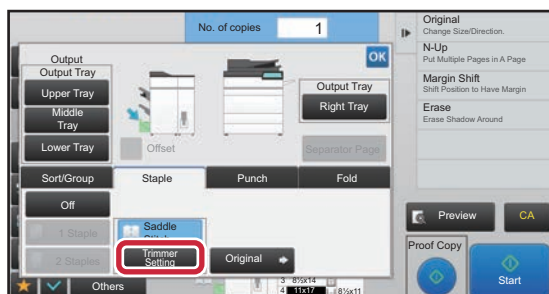 No. of copies
1
Original
Change Size/Direction.
N-Up
Put Multiple Pages in A Page
Margin Shift
Shift Position to Have Margin
Erase
Erase Shadow Around
Output
OK
Output Tray
Upper Tray
Middle
Tray
Lower Tray
Offset
Output Tray
Right Tray
Separator Page
Sort/Group
Staple
Punch
Fold
Off
1 Staple
2 Staples
Saddle
Stitch
Trimmer
Setting
Original
Preview
CA
Proof Copy
Start
Others
3 8½x14
4 11x17
8½x11